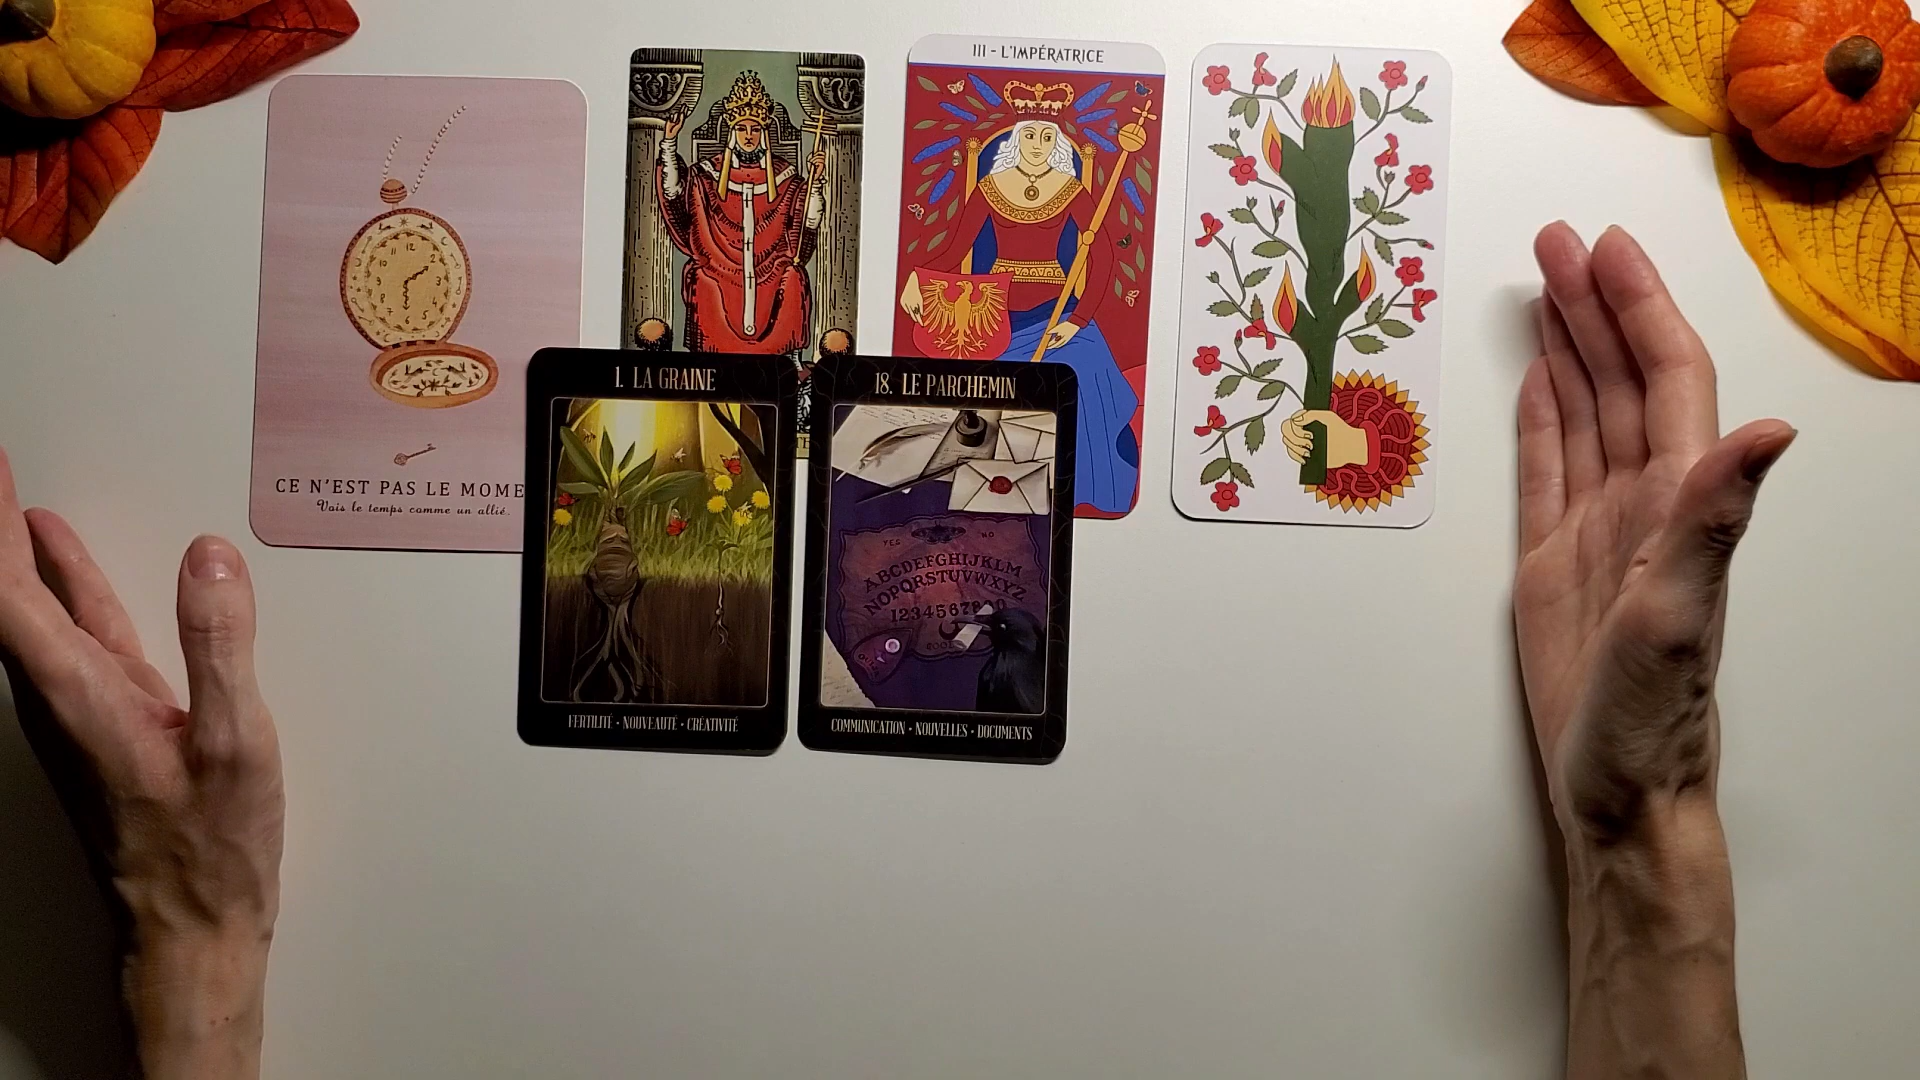 III - L'IMPÉRATRICE
CE N'EST PAS LE MOME
Vois le temps comme un allié.
1. LA GRAINE
FERTILITÉ • NOUVEAUTÉ • CRÉATIVITÉ
18. LE PARCHEMIN
YES NO
ABCDEFGHIJKLM
NOPQRSTUVWXYZ
1234567890
COMMUNICATION • NOUVELLES • DOCUMENTS